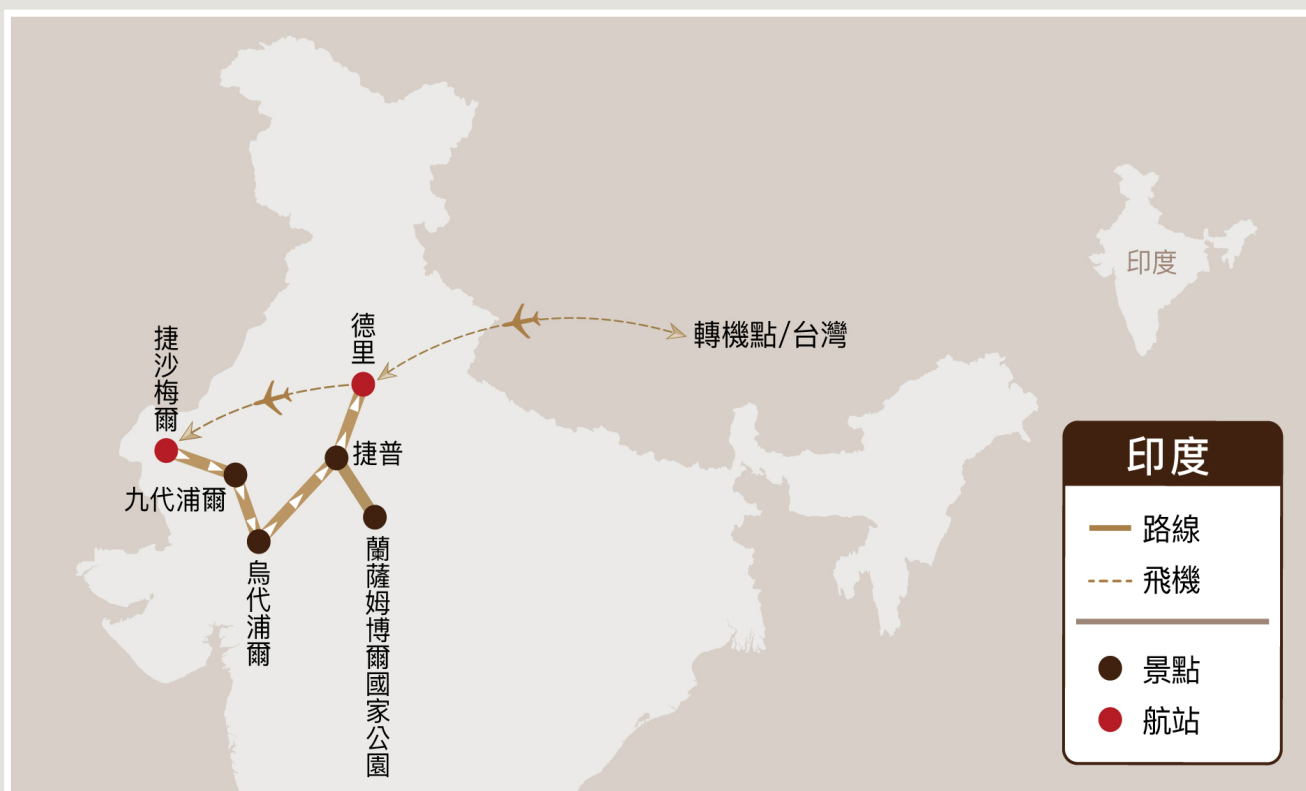 印度
轉機點/台灣
德里
捷沙梅爾
捷普
九代浦爾
烏代浦爾
蘭薩姆博爾國家公園
印度
路線
飛機
景點
航站